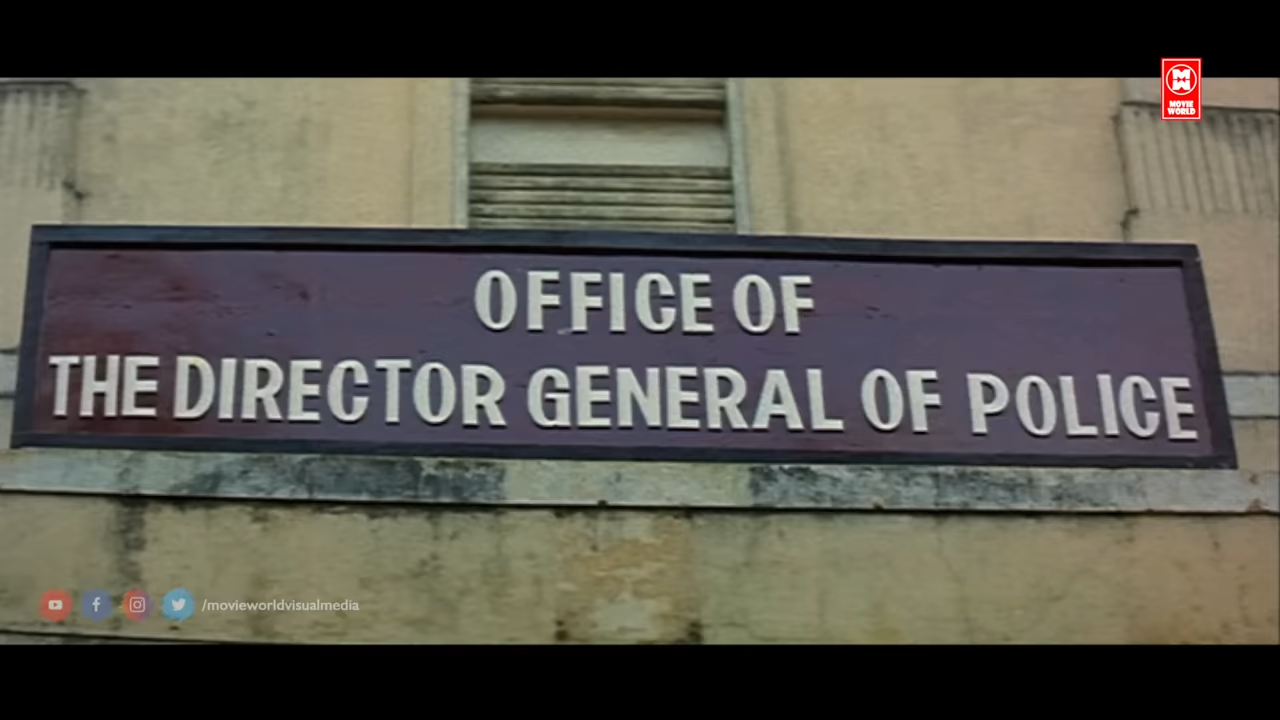 MOVIE
WORLD
OFFICE OF
THE DIRECTOR GENERAL OF POLICE
/movieworldvisualmedia